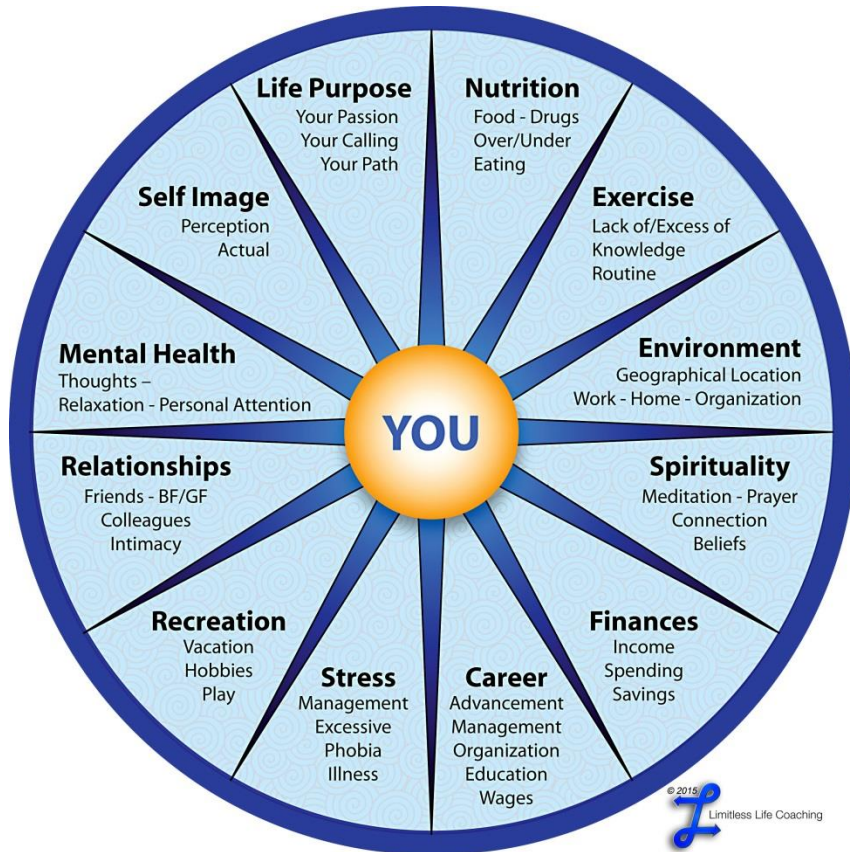 Life Purpose
Your Passion
Your Calling
Your Path
Nutrition
Food - Drugs
Over/Under
Eating
Exercise
Lack of/Excess of
Knowledge
Routine
Environment
Geographical Location
Work - Home - Organization
Spirituality
Meditation - Prayer
Connection
Beliefs
Finances
Income
Spending
Savings
Career
Advancement
Management
Organization
Education
Wages
Stress
Management
Excessive
Phobia
Illness
Recreation
Vacation
Hobbies
Play
Relationships
Friends - BF/GF
Colleagues
Intimacy
Mental Health
Thoughts –
Relaxation - Personal Attention
Self Image
Perception
Actual
YOU
© 2015
L
Limitless Life Coaching